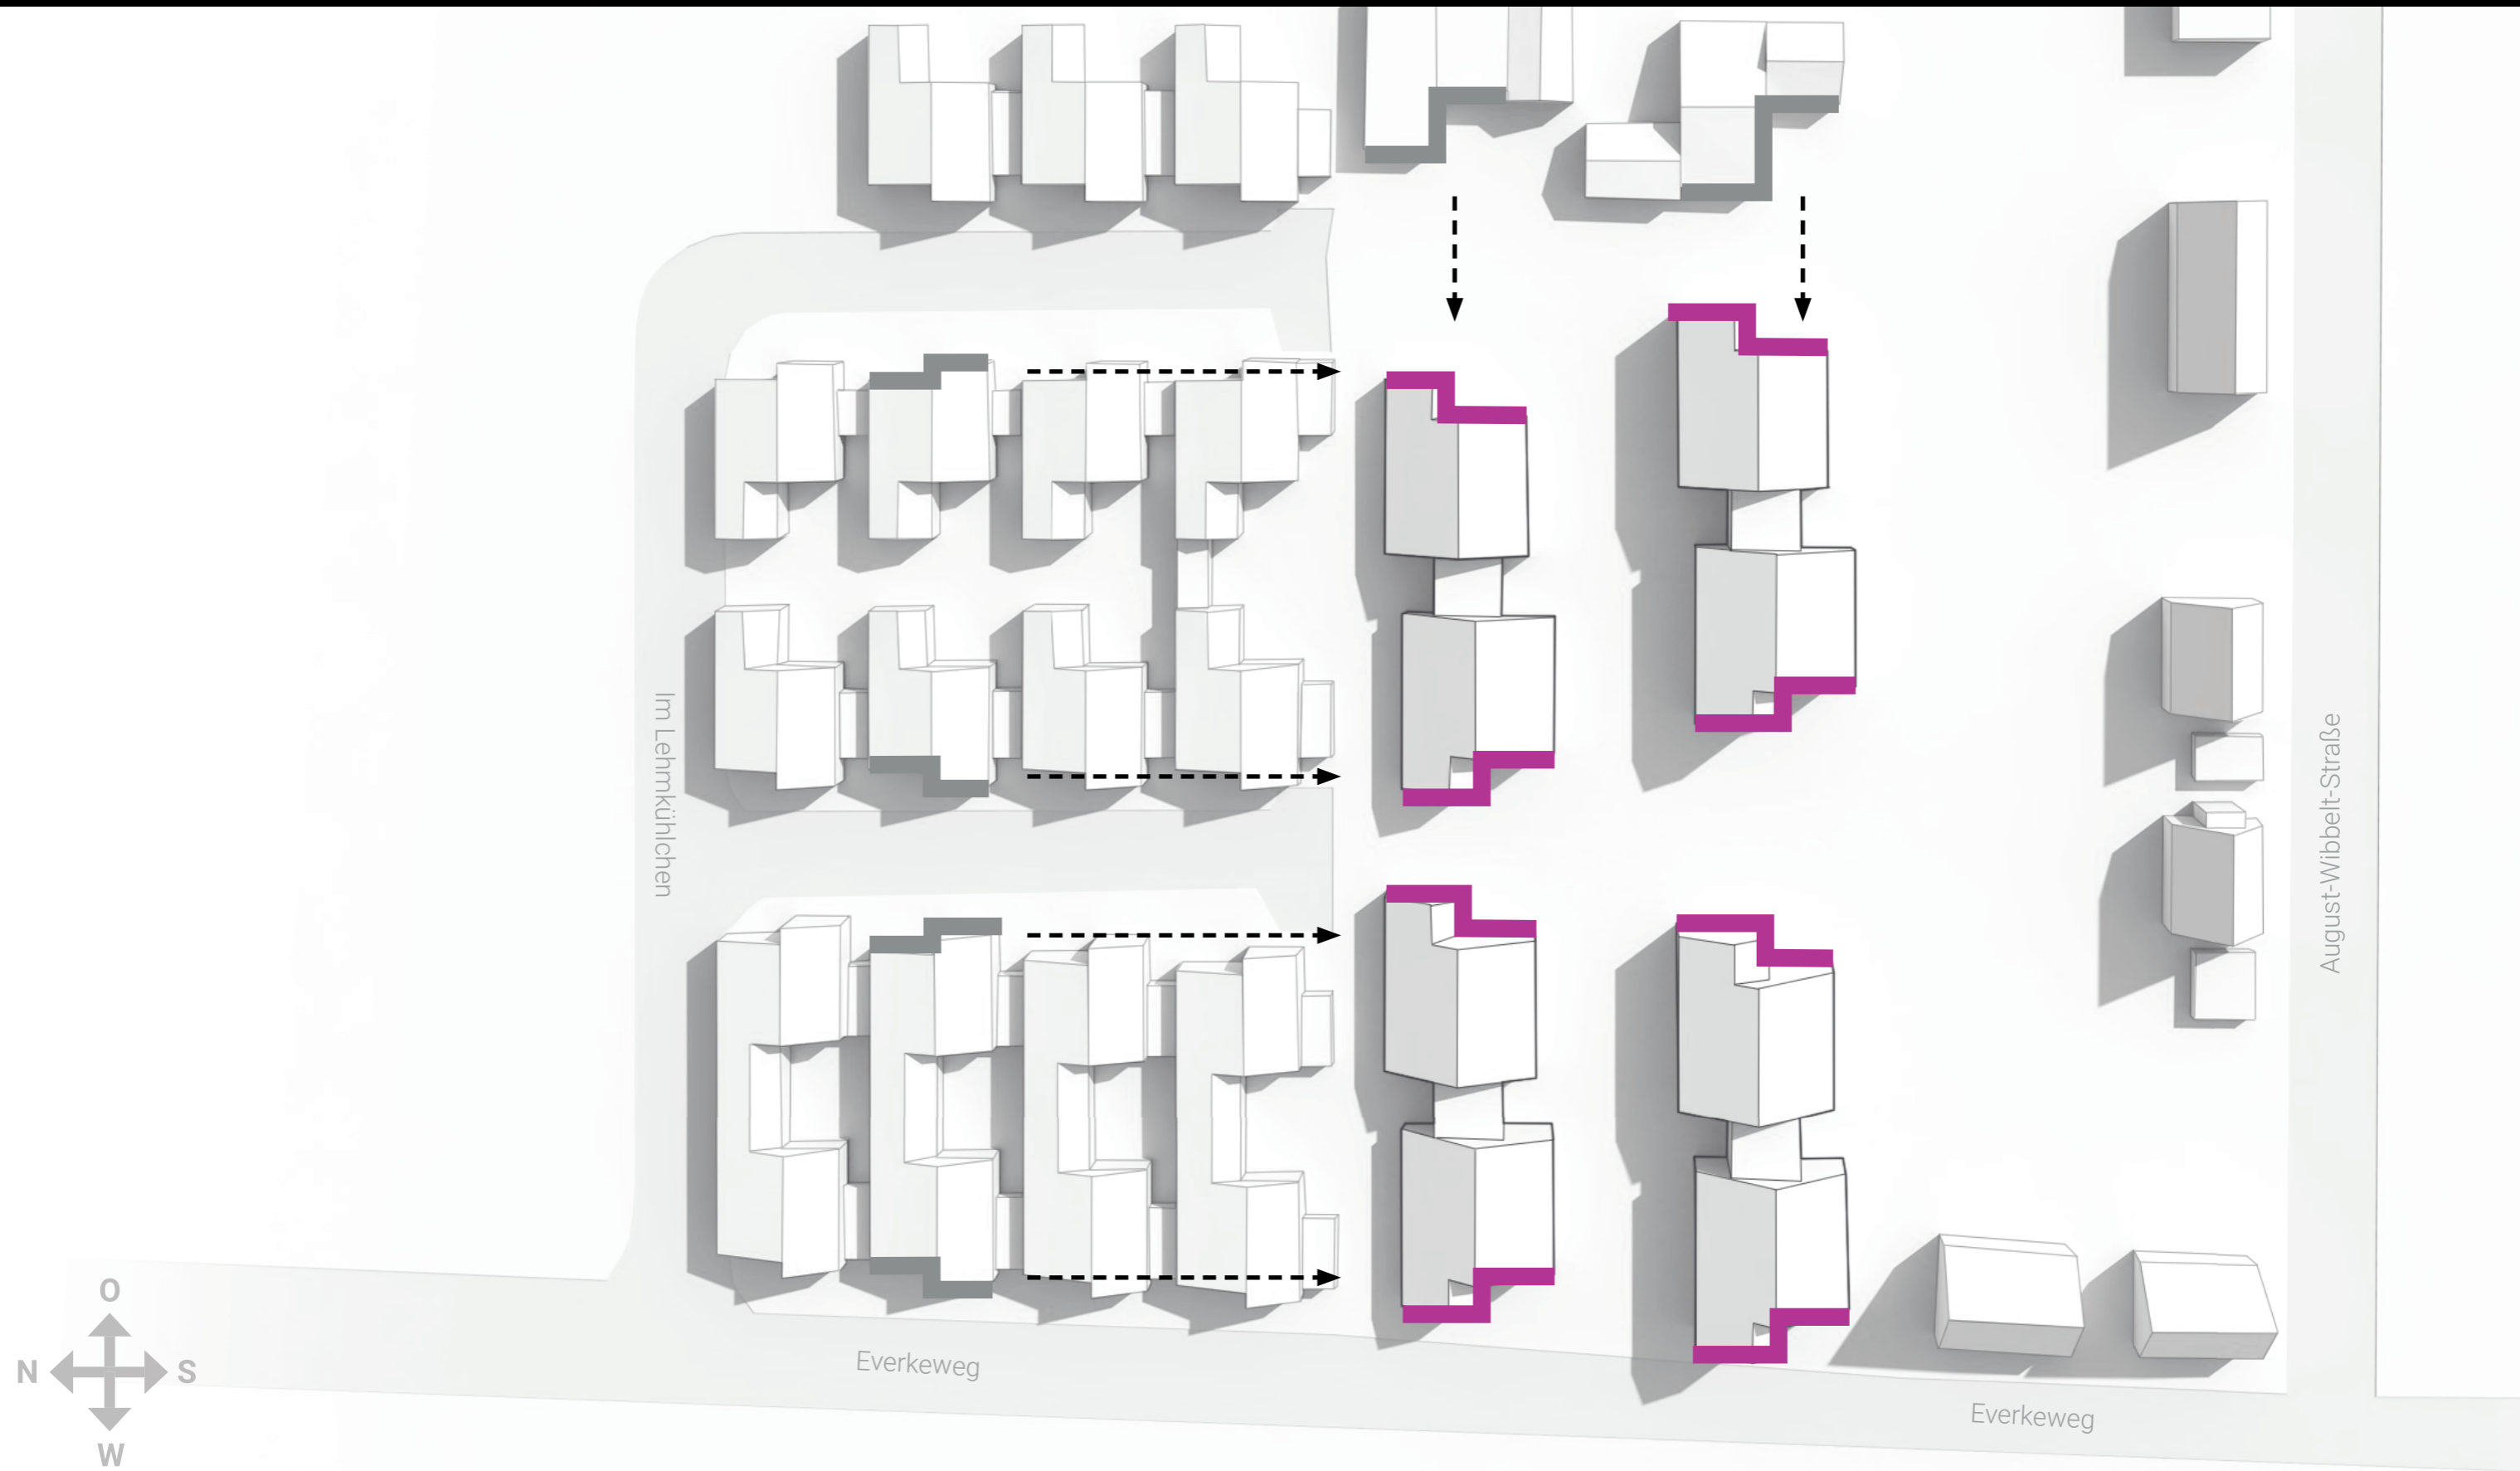 Im Lehmkühlchen
August-Wibbelt-Straße
O
N S
W
Everkeweg
Everkeweg